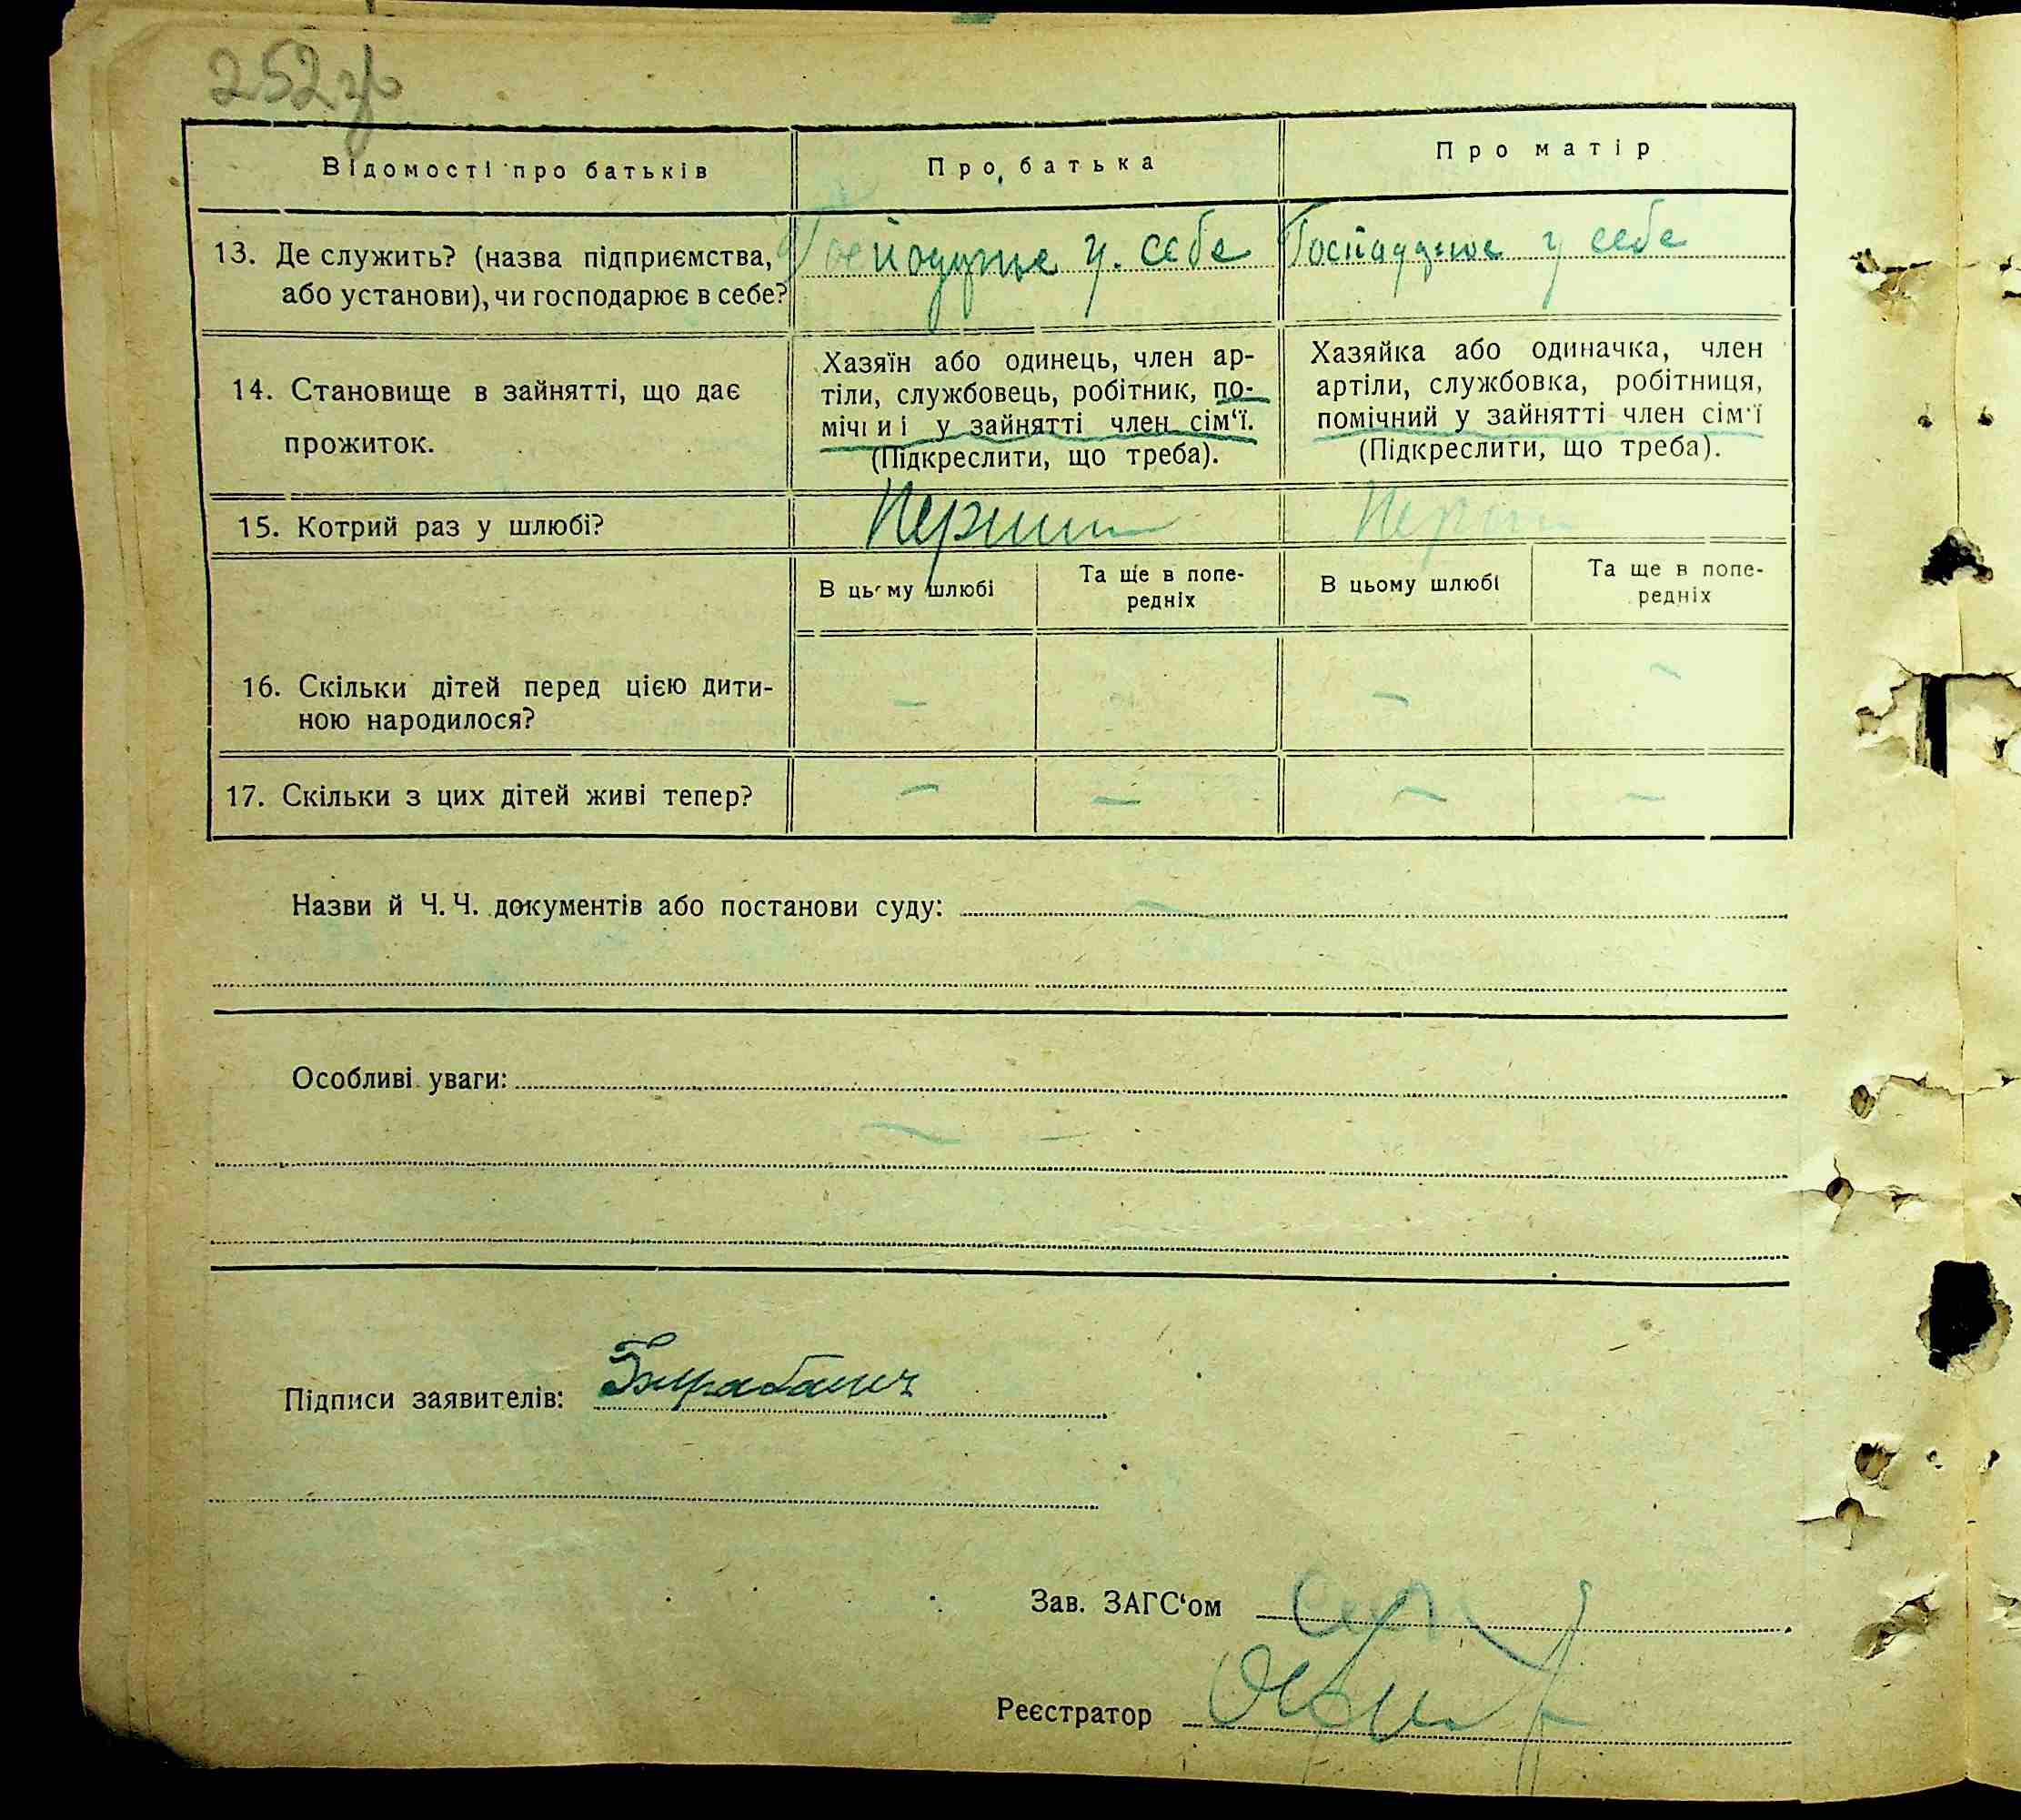 252 зв
Відомості про батьків
Про батька
Про матір
13. Де служить? (назва підприємства,
або установи), чи господарює в себе?
Господарює у себе
Господарює у себе
14. Становище в зайнятті, що дає
прожиток.
Хазяїн або одинець, член ар-
тіли, службовець, робітник, по-
мічниі у зайнятті член сім‘ї.
(Підкреслити, що треба).
Хазяйка або одиначка, член
артіли, службовка, робітниця,
помічний у зайнятті член сім‘ї
(Підкреслити, що треба).
15. Котрий раз у шлюбі?
Перший
В цьому шлюбі
Та ще в попе-
редніх
В цьому шлюбі
Та ще в попе-
редніх
16. Скільки дітей перед цією дити-
ною народилося?
– – –
17. Скільки з цих дітей живі тепер?
– – – –
Назви й Ч. Ч. документів або постанови суду: –
Особливі уваги:
– –
Підписи заявителів:
Зав. ЗАГС‘ом
Реєстратор